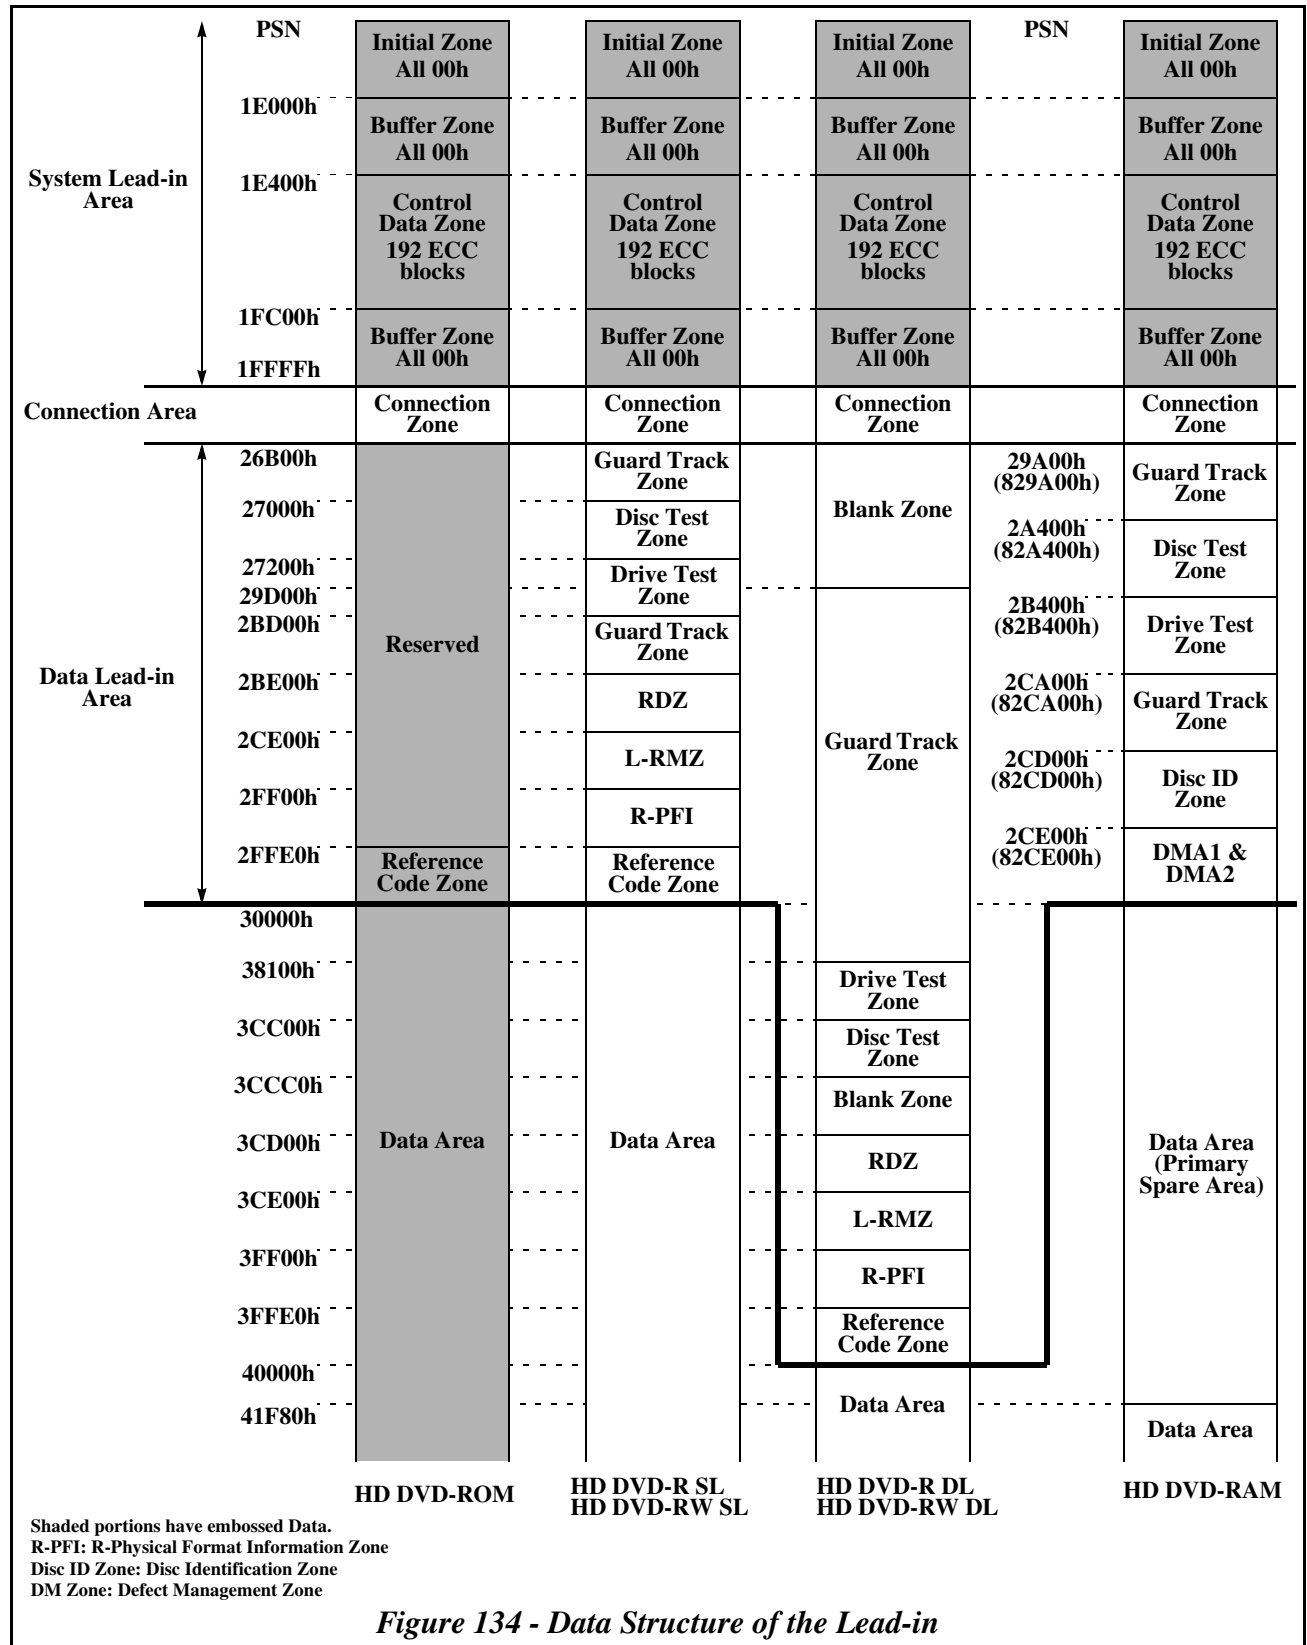 PSN
PSN
Initial Zone
All 00h
Initial Zone
All 00h
Initial Zone
All 00h
Initial Zone
All 00h
1E000h
Buffer Zone
All 00h
Buffer Zone
All 00h
Buffer Zone
All 00h
Buffer Zone
All 00h
System Lead-in
Area
1E400h
Control
Data Zone
192 ECC
blocks
Control
Data Zone
192 ECC
blocks
Control
Data Zone
192 ECC
blocks
Control
Data Zone
192 ECC
blocks
1FC00h
Buffer Zone
All 00h
Buffer Zone
All 00h
Buffer Zone
All 00h
Buffer Zone
All 00h
1FFFFh
Connection Area
Connection
Zone
Connection
Zone
Connection
Zone
Connection
Zone
Data Lead-in
Area
26B00h
27000h
27200h
29D00h
2BD00h
2BE00h
2CE00h
2FF00h
2FFE0h
30000h
38100h
3CC00h
3CCC0h
3CD00h
3CE00h
3FF00h
3FFE0h
40000h
41F80h
Reserved
Reference
Code Zone
Data Area
Guard Track
Zone
Disc Test
Zone
Drive Test
Zone
Guard Track
Zone
RDZ
L-RMZ
R-PFI
Reference
Code Zone
Data Area
Blank Zone
Guard Track
Zone
Drive Test
Zone
Disc Test
Zone
Blank Zone
RDZ
L-RMZ
R-PFI
Reference
Code Zone
Data Area
29A00h
(829A00h)
2A400h
(82A400h)
2B400h
(82B400h)
2CA00h
(82CA00h)
2CD00h
(82CD00h)
2CE00h
(82CE00h)
Guard Track
Zone
Disc Test
Zone
Drive Test
Zone
Guard Track
Zone
Disc ID
Zone
DMA1 &
DMA2
Data Area
(Primary
Spare Area)
Data Area
HD DVD-ROM
HD DVD-R SL
HD DVD-RW SL
HD DVD-R DL
HD DVD-RW DL
HD DVD-RAM
Shaded portions have embossed Data.
R-PFI: R-Physical Format Information Zone
Disc ID Zone: Disc Identification Zone
DM Zone: Defect Management Zone
Figure 134 - Data Structure of the Lead-in